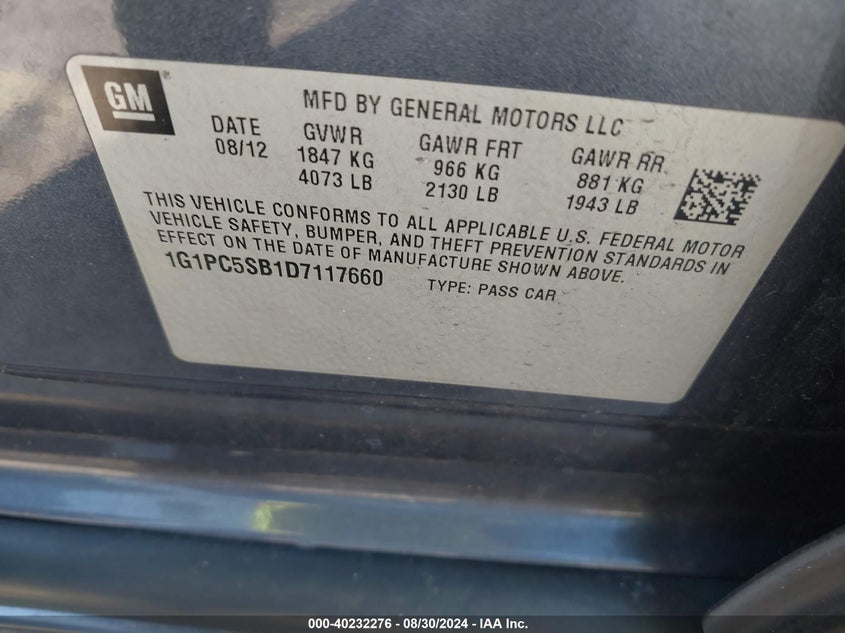 GM®
MFD BY GENERAL MOTORS LLC
DATE GVWR GAWR FRT GAWR RR
08/12 1847 KG 966 KG 881 KG
4073 LB 2130 LB 1943 LB
THIS VEHICLE CONFORMS TO ALL APPLICABLE U.S. FEDERAL MOTOR
VEHICLE SAFETY, BUMPER, AND THEFT PREVENTION STANDARDS IN
EFFECT ON THE DATE OF MANUFACTURE SHOWN ABOVE.
1G1PC5SB1D7117660 TYPE: PASS CAR
000-40232276 - 08/30/2024 - IAA Inc.